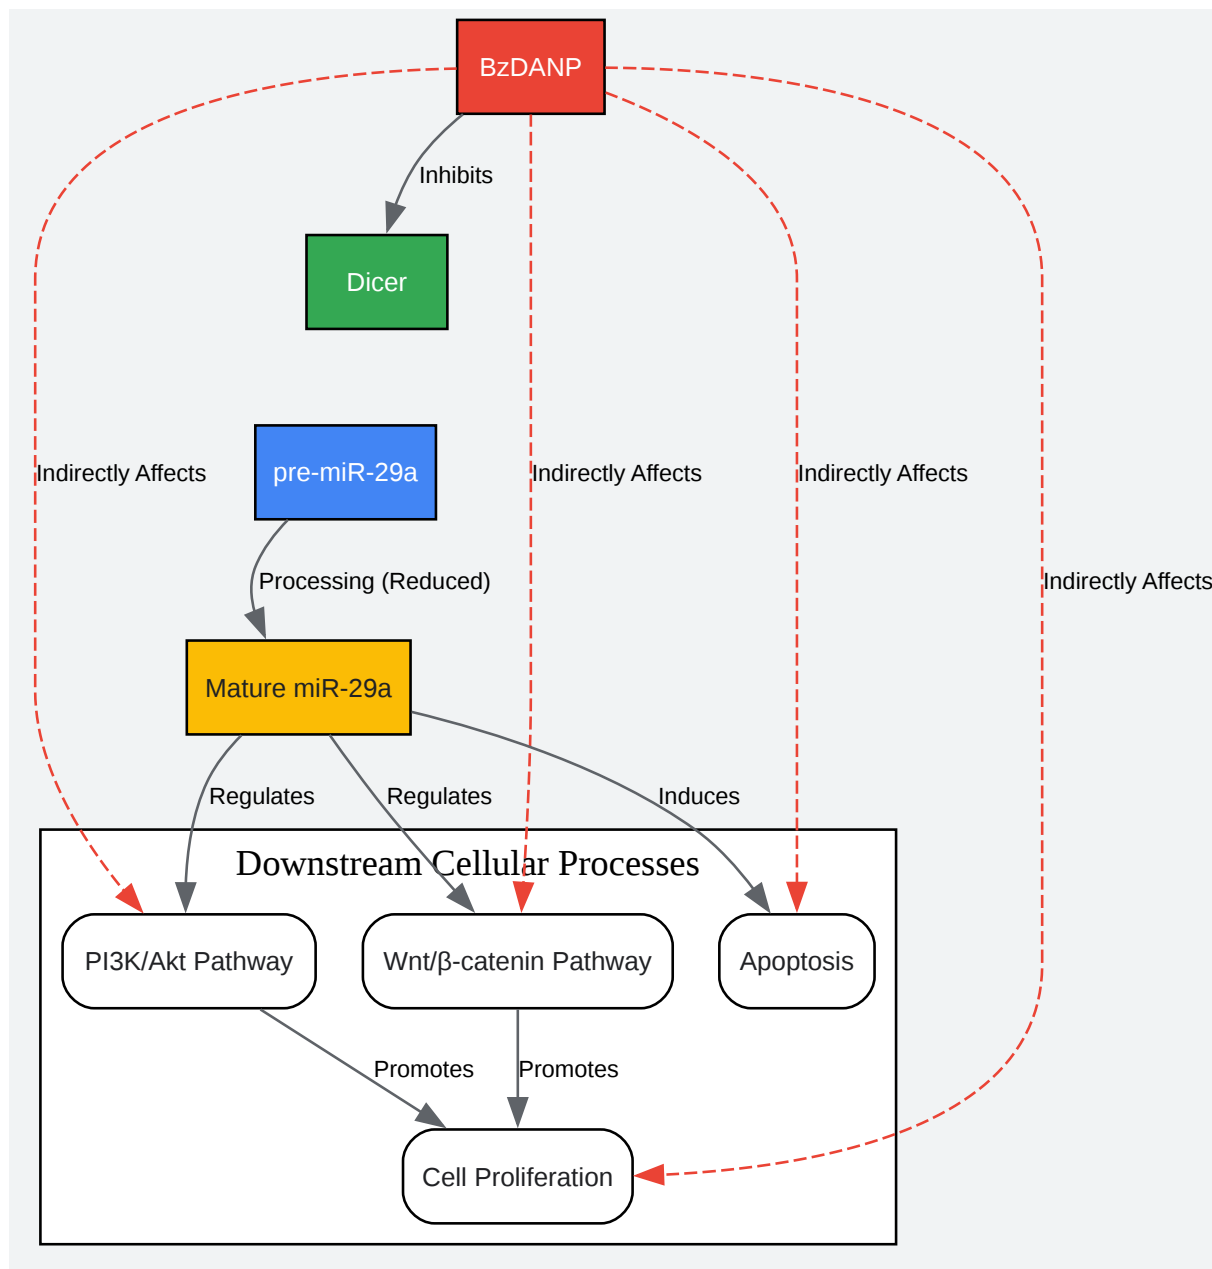 BzDANP
Inhibits
Dicer
pre-miR-29a
Indirectly Affects
Indirectly Affects
Indirectly Affects
Processing (Reduced)
Indirectly Affects
Mature miR-29a
Regulates
Regulates
Induces
Downstream Cellular Processes
PI3K/Akt Pathway
Wnt/β-catenin Pathway
Apoptosis
Promotes
Promotes
Cell Proliferation